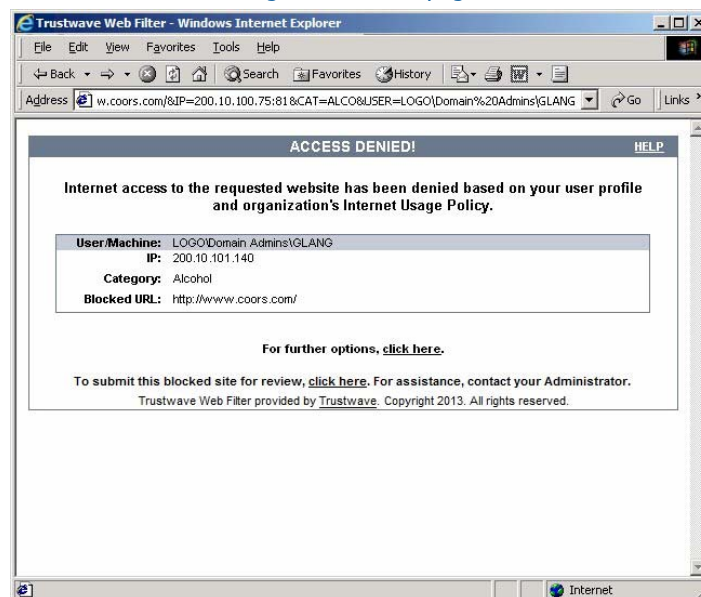 Trustwave Web Filter - Windows Internet Explorer
File Edit View Favorites Tools Help
Back Search Favorites History
Address w.coors.com/&IP=200.10.100.75:81&CAT=ALCO&USER=LOGO\Domain%20Admins\GLANG Go Links
ACCESS DENIED! HELP
Internet access to the requested website has been denied based on your user profile
and organization's Internet Usage Policy.
User/Machine: LOGO\Domain Admins\GLANG
IP: 200.10.101.140
Category: Alcohol
Blocked URL: http://www.coors.com/
For further options, click here.
To submit this blocked site for review, click here. For assistance, contact your Administrator.
Trustwave Web Filter provided by Trustwave. Copyright 2013. All rights reserved.
Internet